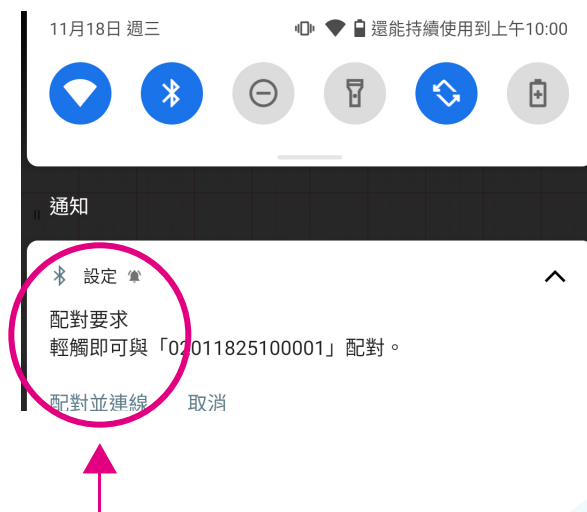 11月18日 週三
還能持續使用到上午10:00
通知
設定
配對要求
輕觸即可與「02011825100001」配對。
配對並連線 取消